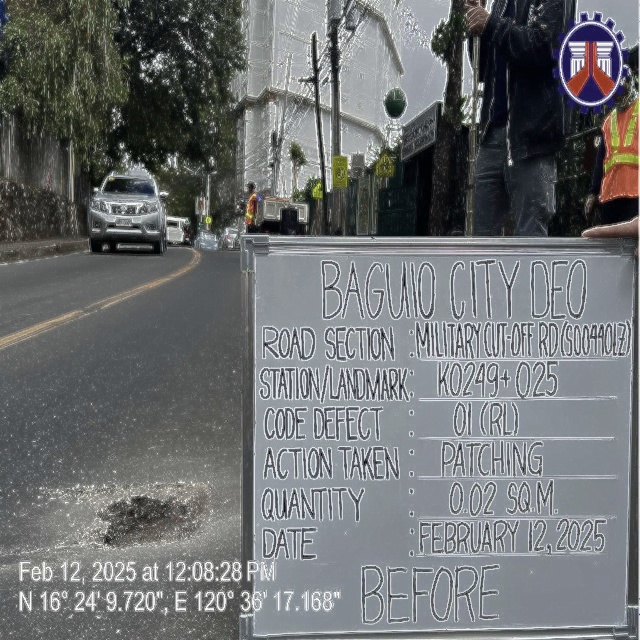 BAGUIO CITY DEO
ROAD SECTION : MILITARY CUT-OFF RD (S00440LZ)
STATION/LANDMARK : K0249+025
CODE DEFECT : 01 (RL)
ACTION TAKEN : PATCHING
QUANTITY : 0.02 SQ.M.
DATE : FEBRUARY 12, 2025
BEFORE
Feb 12, 2025 at 12:08:28 PM
N 16° 24' 9.720", E 120° 36' 17.168"